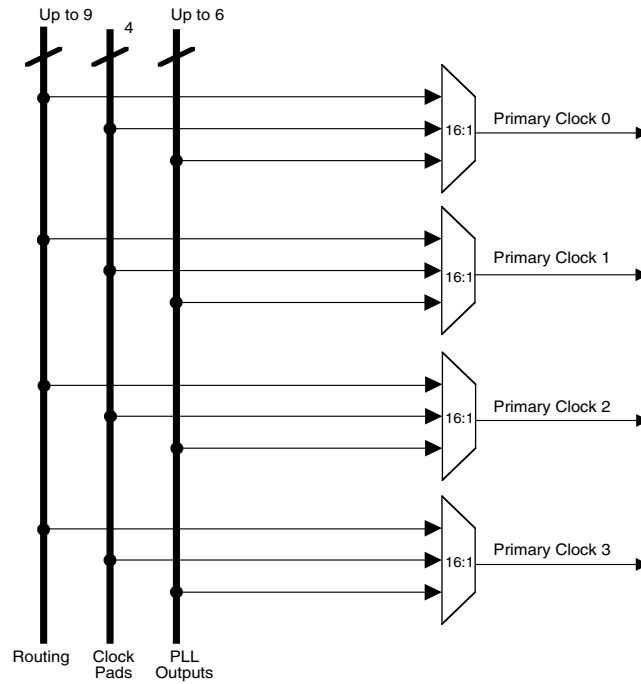 Up to 9
4
Up to 6
16:1
Primary Clock 0
16:1
Primary Clock 1
16:1
Primary Clock 2
16:1
Primary Clock 3
Routing
Clock
Pads
PLL
Outputs